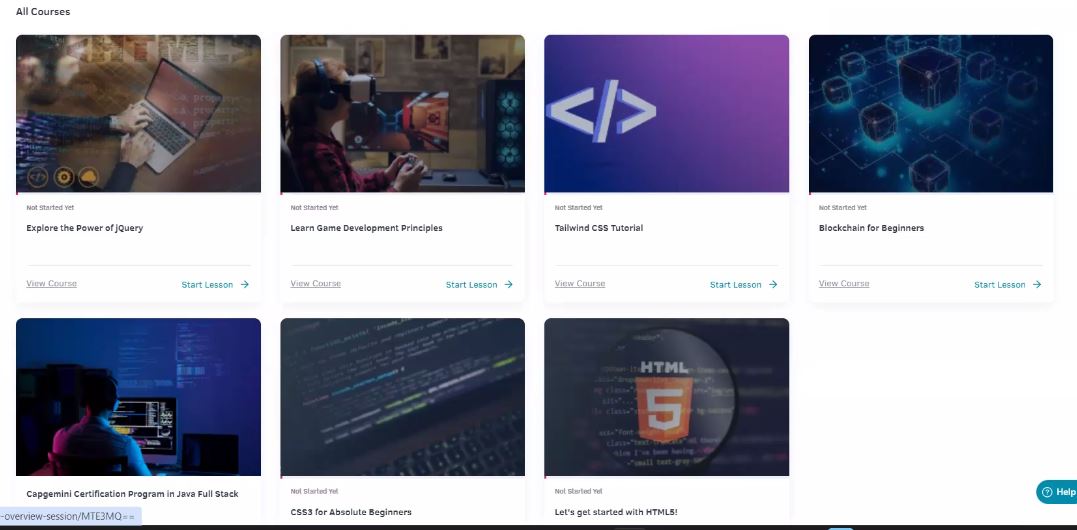 All Courses
</>
Not Started Yet
Explore the Power of jQuery
View Course
Start Lesson
Not Started Yet
Learn Game Development Principles
View Course
Start Lesson
Not Started Yet
Tailwind CSS Tutorial
View Course
Start Lesson
Not Started Yet
Blockchain for Beginners
View Course
Start Lesson
Capgemini Certification Program in Java Full Stack
Not Started Yet
CSS3 for Absolute Beginners
HTML
5
Not Started Yet
Let's get started with HTML5!
Help
-overview-session/MTE3MQ==